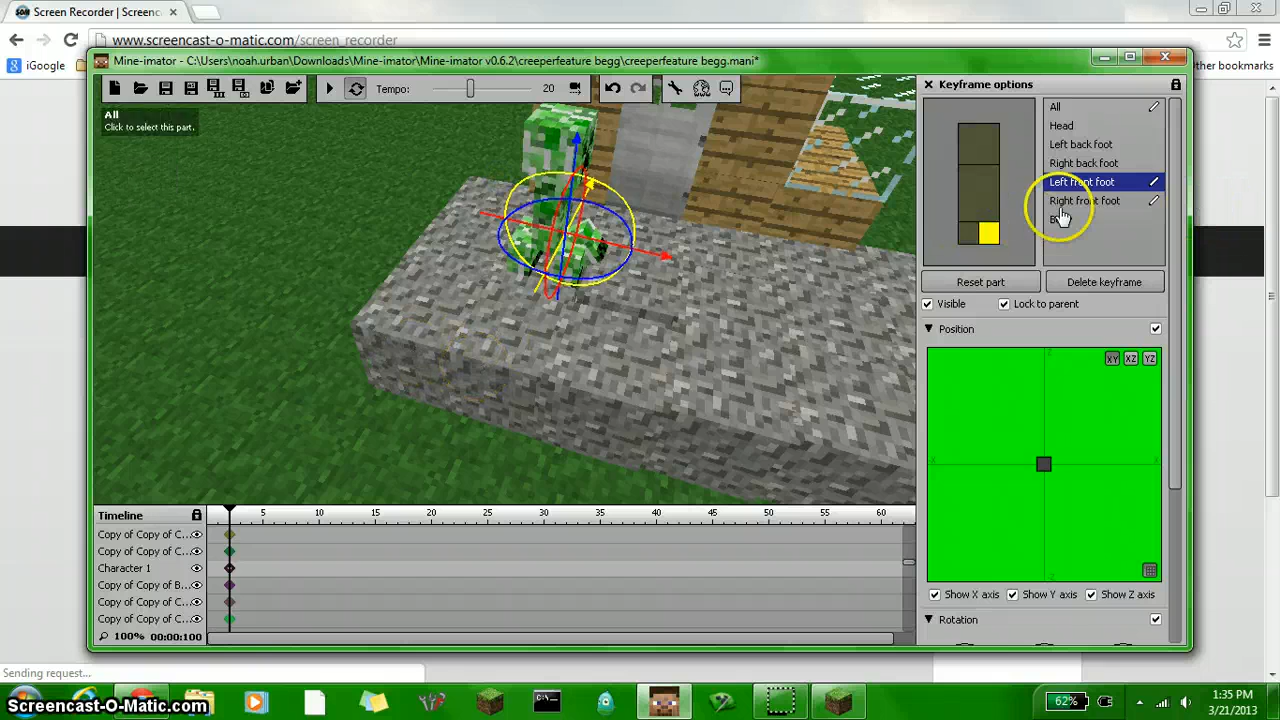 Screen Recorder | Screenc
www.screencast-o-matic.com/screen_recorder
iGoogle
Other bookmarks
Mine-imator - C:\Users\noah.urban\Downloads\Mine-imator\Mine-imator v0.6.2\creeperfeature begg\creeperfeature begg.mani*
Tempo:
20
All
Click to select this part.
Keyframe options
All
Head
Left back foot
Right back foot
Left front foot
Right front foot
Reset part
Delete keyframe
Visible
Lock to parent
Position
XY
XZ
YZ
Z
-X
X
-Z
Show X axis
Show Y axis
Show Z axis
Rotation
Timeline
5
10
15
20
25
30
35
40
45
50
55
60
Copy of Copy of C...
Copy of Copy of C...
Character 1
Copy of Copy of B...
Copy of Copy of C...
Copy of Copy of C...
100%
00:00:100
Sending request...
62%
1:35 PM
3/21/2013
Screencast-O-Matic.com